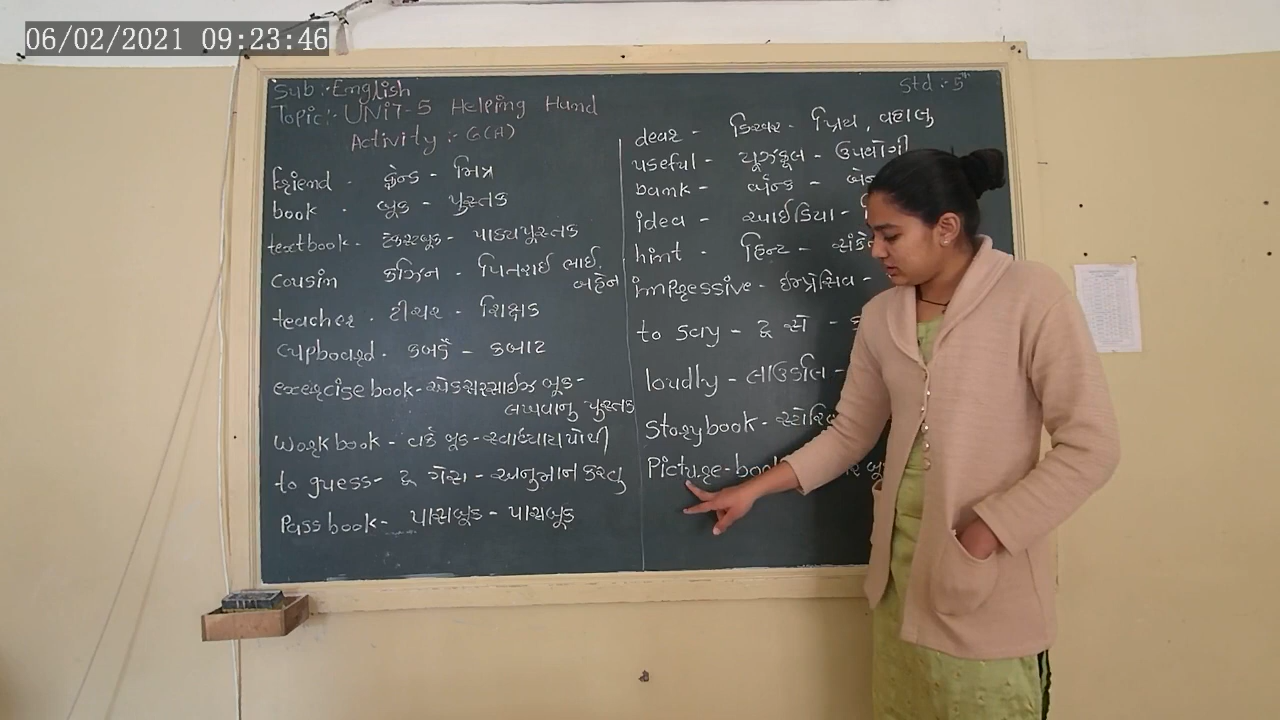 06/02/2021 09:23:46
Sub :- English
Std :- 5th
Topic :- UNIT-5 Helping Hand
Activity :- 6(A)
friend - ફ્રેન્ડ - મિત્ર
book - બૂક - પુસ્તક
textbook - ટેક્સ્ટબૂક - પાઠ્યપુસ્તક
cousin કઝિન - પિતરાઈ ભાઈ,
બહેન
teacher - ટીચર - શિક્ષક
cupboard - કબર્ડ - કબાટ
exercise book - એક્સરસાઈઝ બૂક -
લખવાનુ પુસ્તક
Work book - વર્ક બૂક - સ્વાધ્યાયપોથી
to guess - ટૂ ગેસ - અનુમાન કરવુ
Pass book - પાસબૂક - પાસબૂક
dear - ડિયર - પ્રિય, વહાલુ
useful - યૂઝફૂલ - ઉપયોગી
bank - બૅન્ક -
idea - આઈડિયા -
hint - હિન્ટ -
impressive - ઈમ્પ્રેસિવ -
to say - ટૂ સે -
loudly - લાઉડલિ -
Story book -
Picture-book